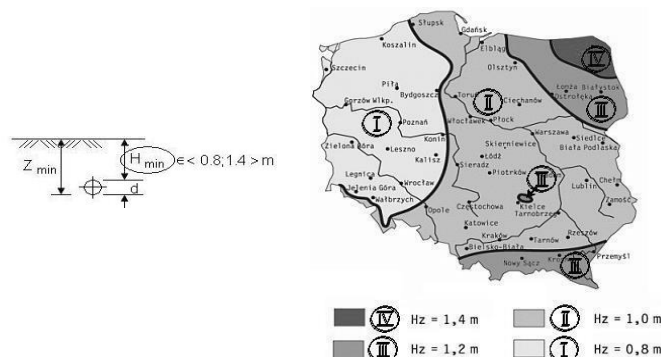 Z min
H min ϵ < 0.8;1.4 > m
d
Słupsk
Gdańsk
Koszalin
Elbląg
Olsztyn
IV
Szczecin
Piła
Bydgoszcz
Toruń
Łomża
Białystok
Ostrołęka
III
Gorzów Wlkp.
II
Ciechanów
Włocławek
Płock
I
Poznań
Konin
Warszawa
Siedlce
Skierniewice
Biała Podlaska
Zielona Góra
Leszno
Kalisz
Łódź
Sieradz
Piotrków
III
Legnica
Wrocław
Lublin
Chełm
Jelenia Góra
Wałbrzych
Opole
Częstochowa
Kielce
Tarnobrzeg
Zamość
Katowice
Kraków
Tarnów
Rzeszów
Bielsko-Biała
Nowy Sącz
III
Przemyśl
IV Hz = 1,4 m
II Hz = 1,0 m
III Hz = 1,2 m
I Hz = 0,8 m